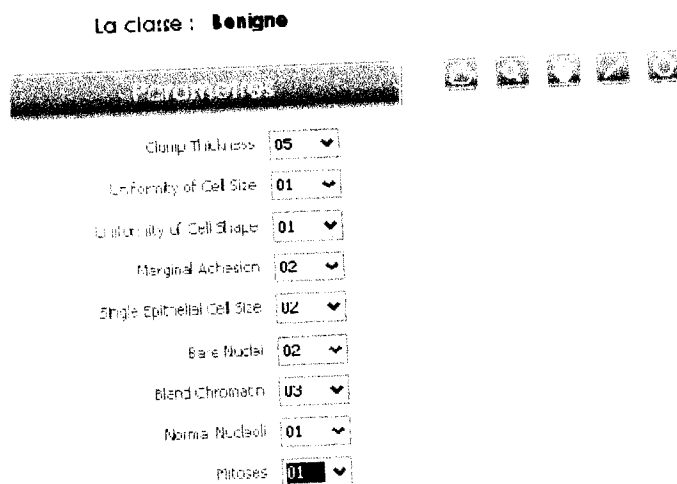 La classe : Benigne
Paramettres
Clump Thickness 05
Uniformity of Cell Size 01
Uniformity of Cell Shape 01
Marginal Adhesion 02
Single Epithelial Cell Size 02
Bare Nuclei 02
Bland Chromatin 03
Normal Nucleoli 01
Mitoses 01